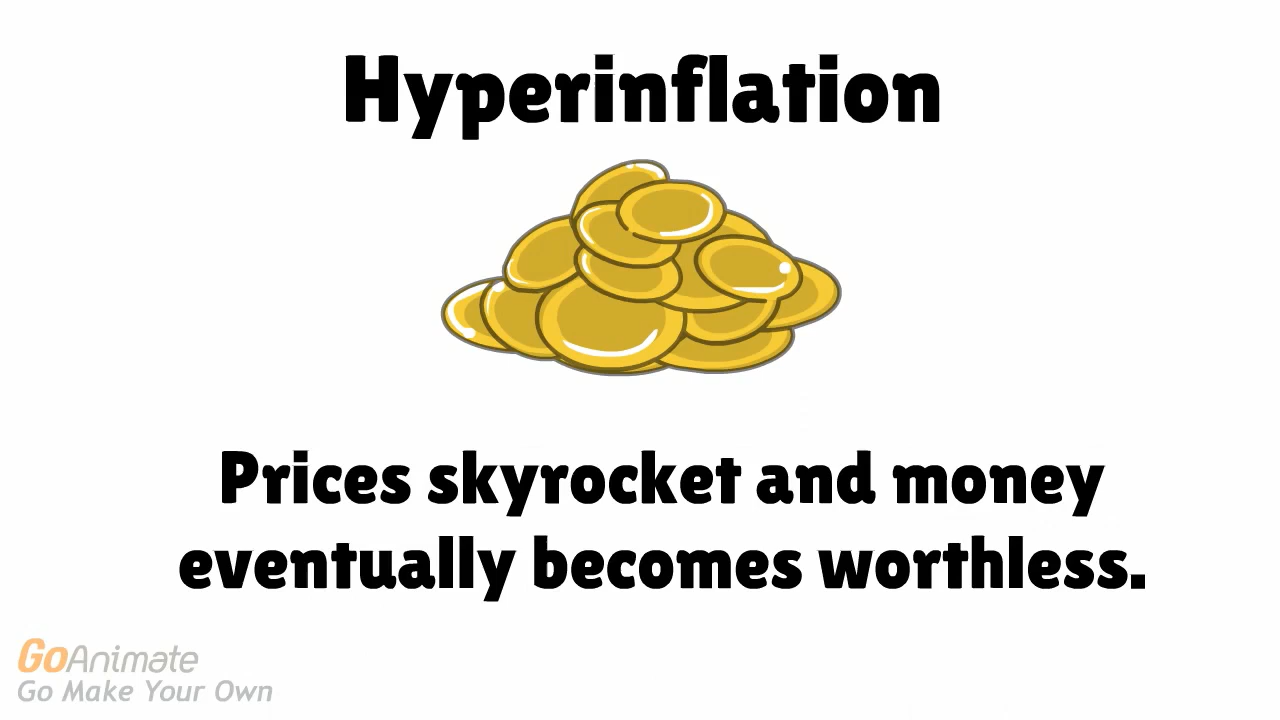 Hyperinflation
Prices skyrocket and money
eventually becomes worthless.
GoAnimate
Go Make Your Own